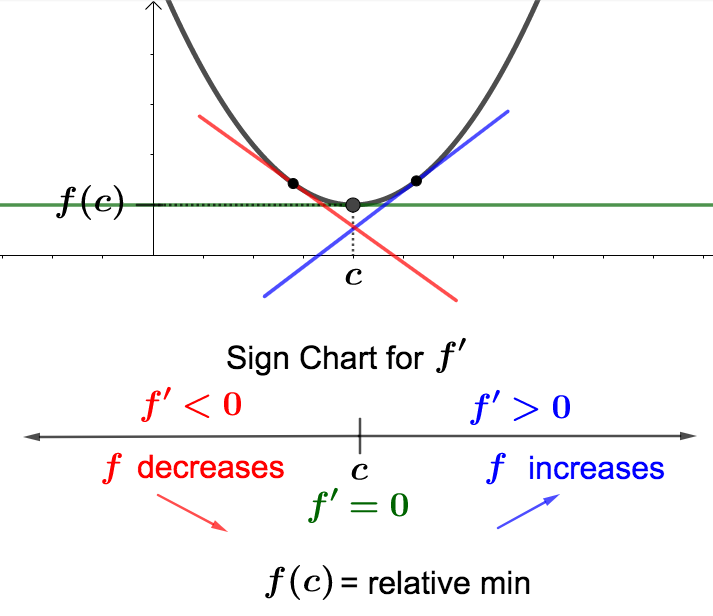 f(c)
c
Sign Chart for f′
f′ < 0 f′ > 0
f decreases c f increases
f′ = 0
f(c) = relative min